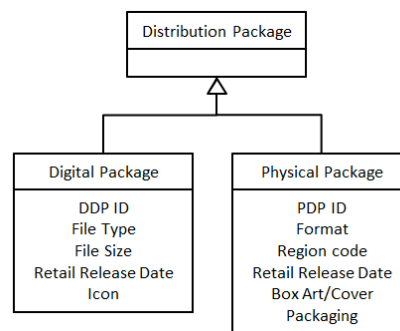 Distribution Package
Digital Package
DDP ID
File Type
File Size
Retail Release Date
Icon
Physical Package
PDP ID
Format
Region code
Retail Release Date
Box Art/Cover
Packaging